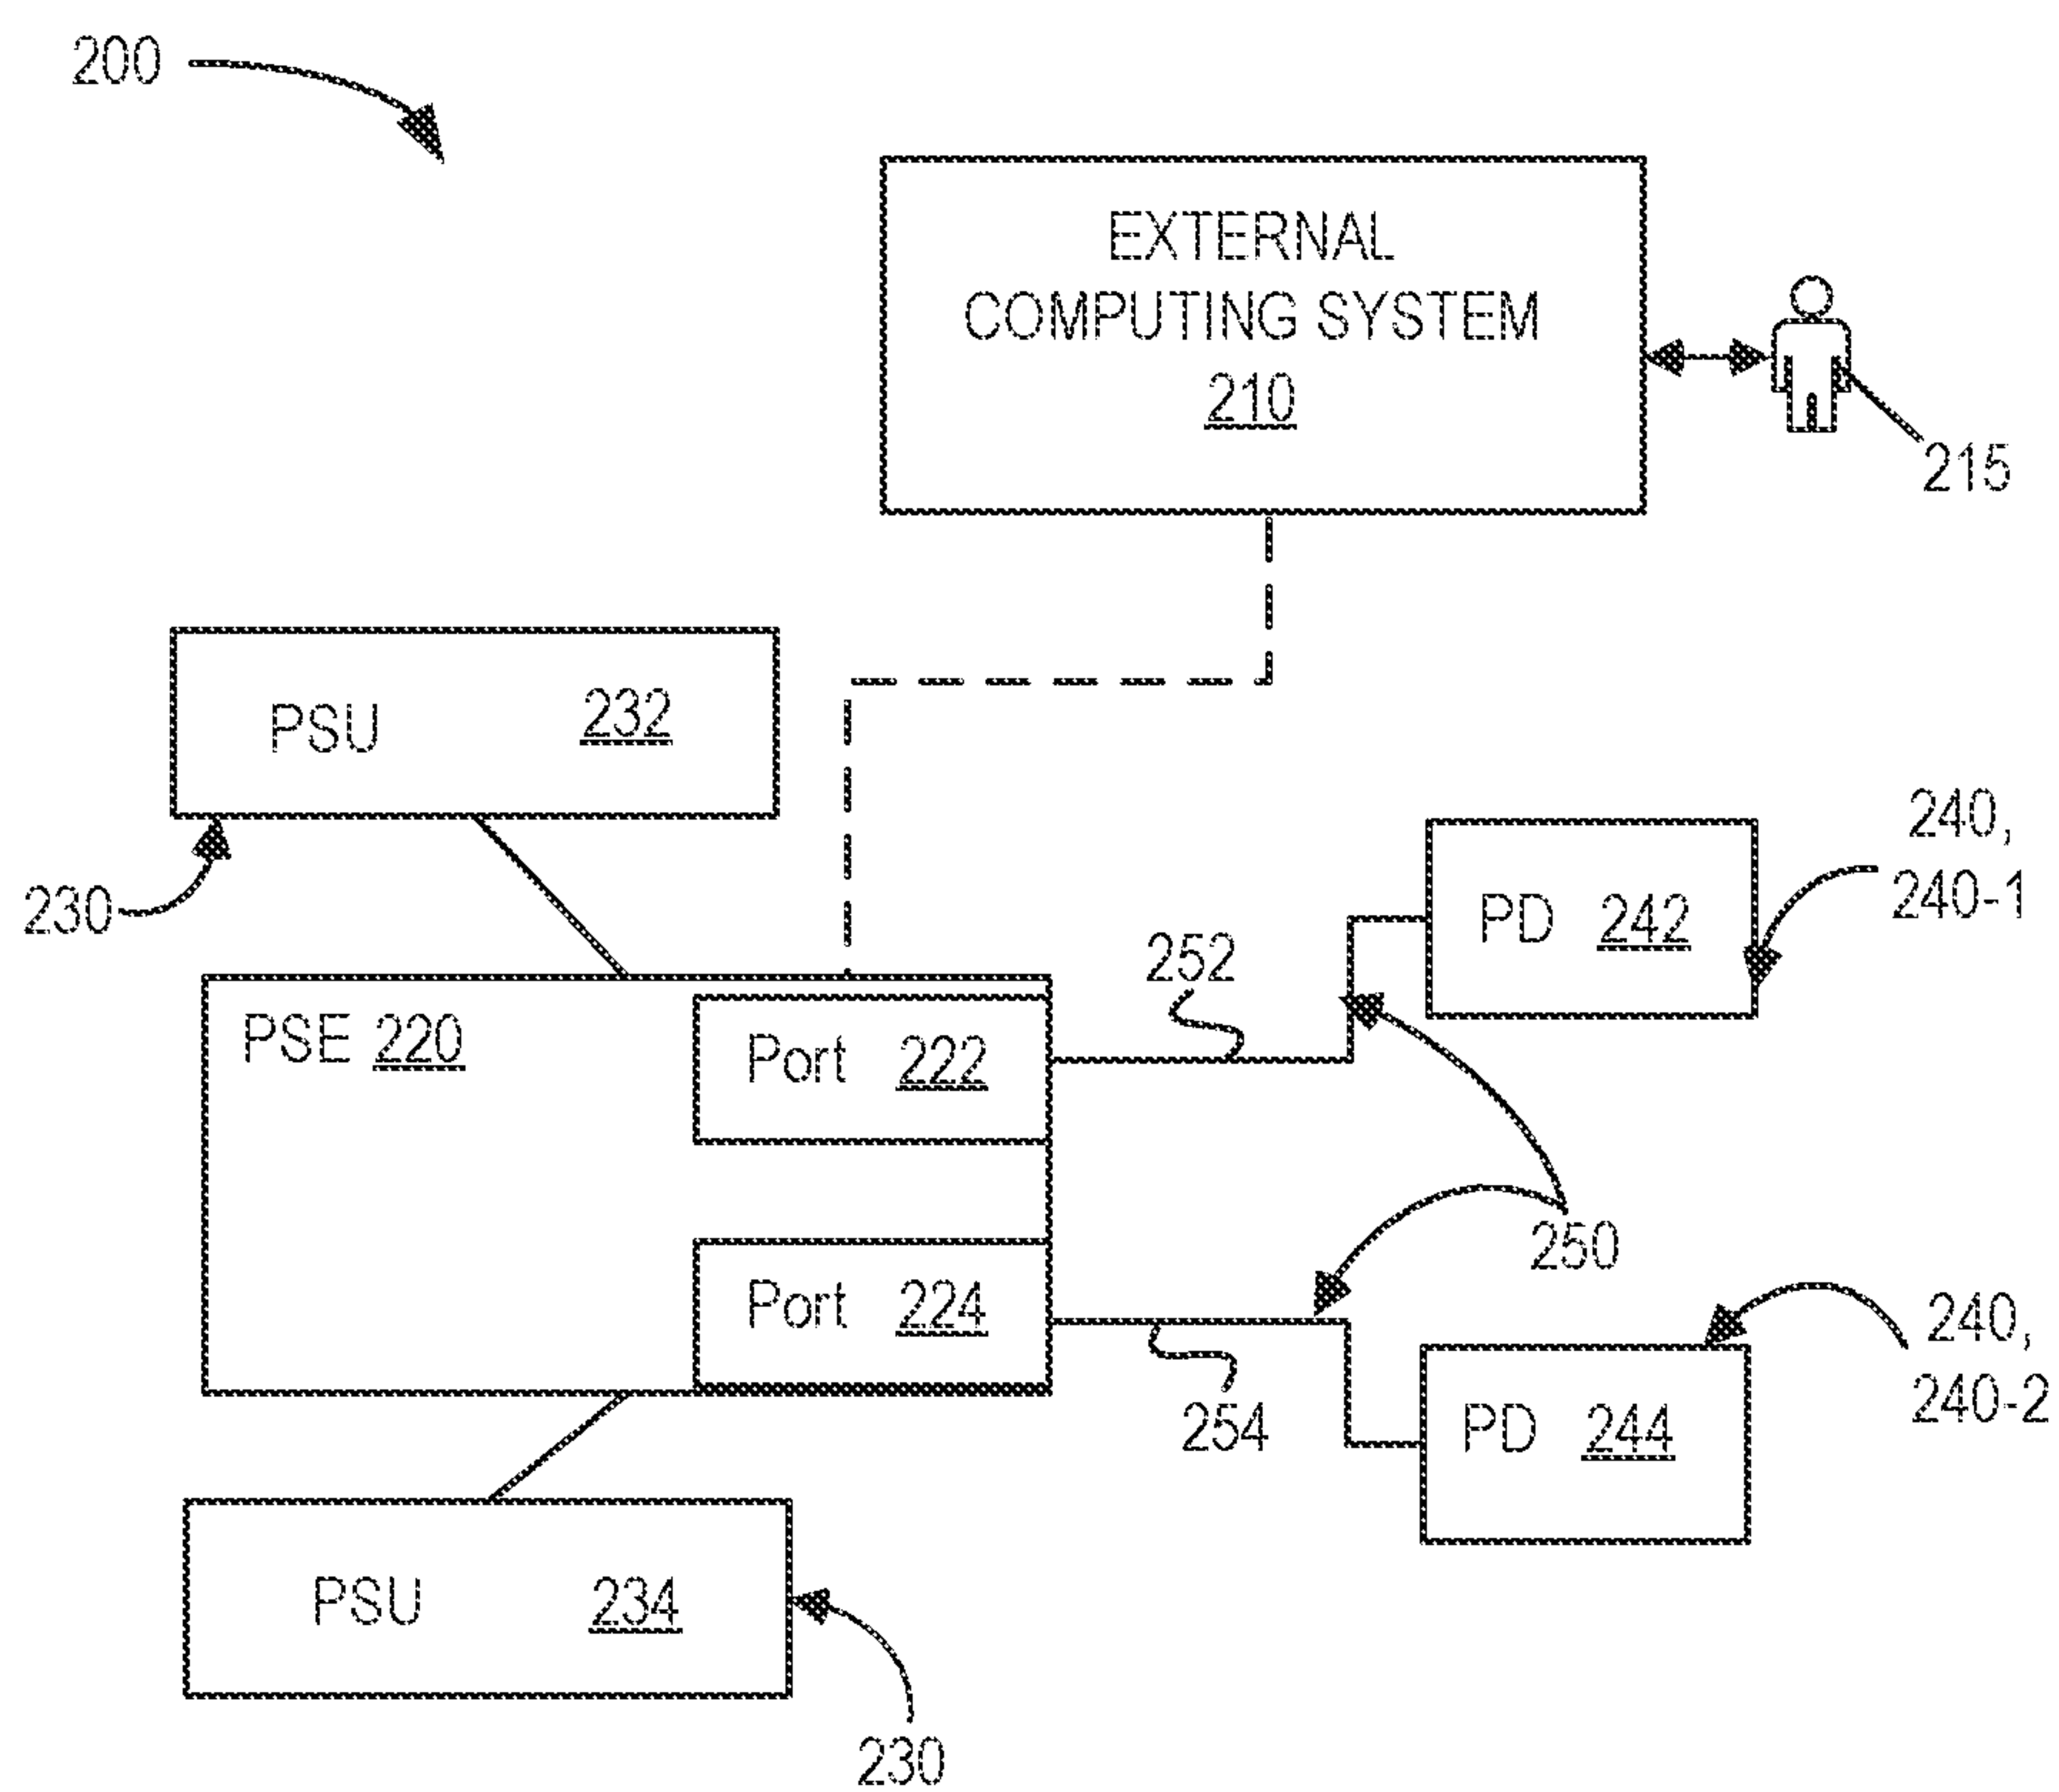 200
EXTERNAL
COMPUTING SYSTEM
210
215
PSU 232
230
240,
240-1
PD 242
252
PSE 220
Port 222
250
Port 224
240,
240-2
254
PD 244
PSU 234
230